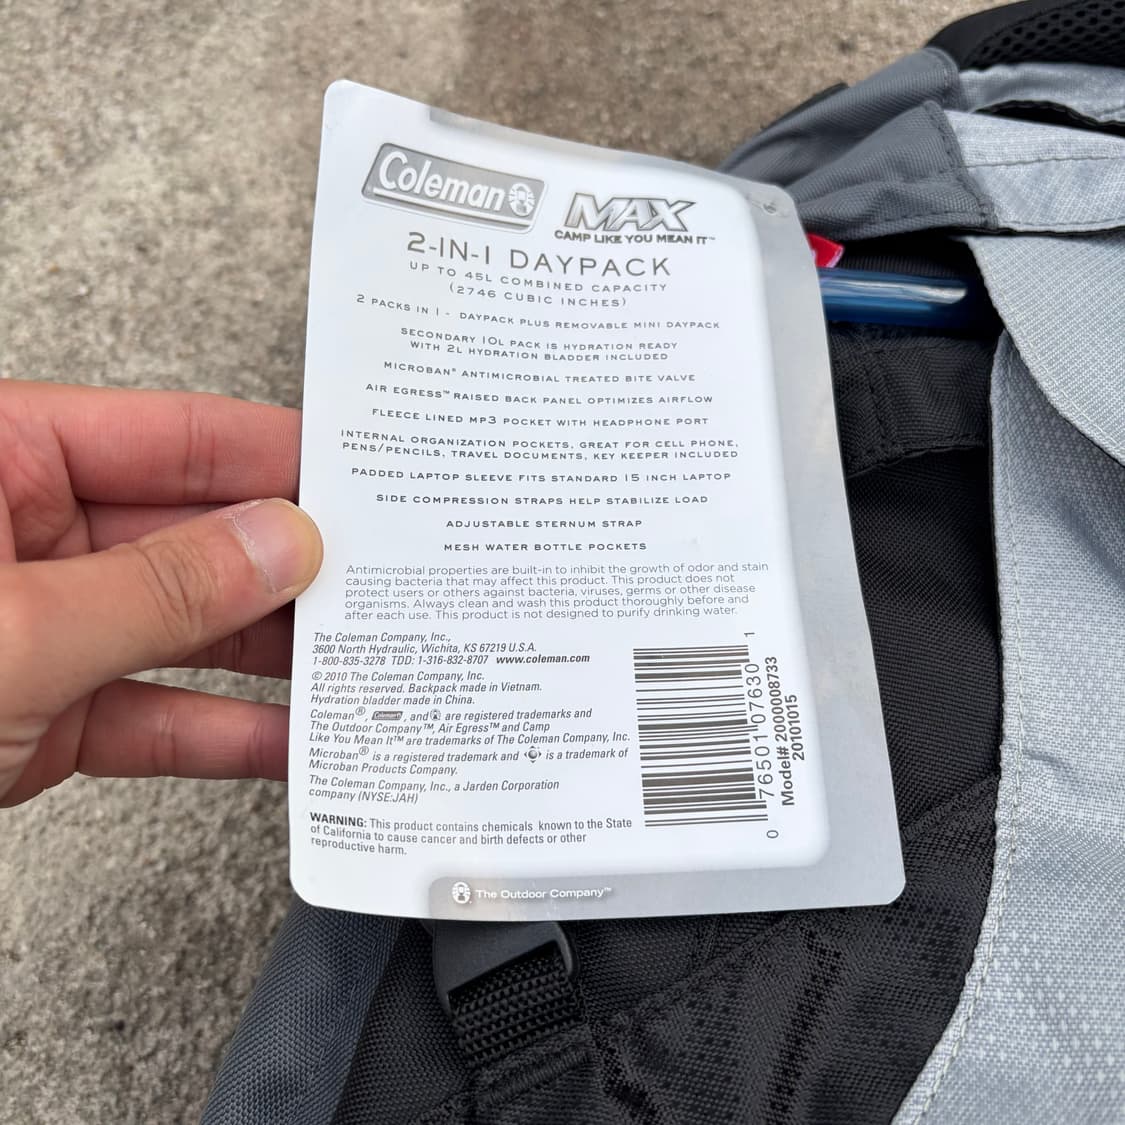 Coleman
MAX
CAMP LIKE YOU MEAN IT™
2-IN-1 DAYPACK
UP TO 45L COMBINED CAPACITY
(2746 CUBIC INCHES)
2 PACKS IN 1 - DAYPACK PLUS REMOVABLE MINI DAYPACK
SECONDARY 10L PACK IS HYDRATION READY
WITH 2L HYDRATION BLADDER INCLUDED
MICROBAN® ANTIMICROBIAL TREATED BITE VALVE
AIR EGRESS™ RAISED BACK PANEL OPTIMIZES AIRFLOW
FLEECE LINED MP3 POCKET WITH HEADPHONE PORT
INTERNAL ORGANIZATION POCKETS, GREAT FOR CELL PHONE,
PENS/PENCILS, TRAVEL DOCUMENTS, KEY KEEPER INCLUDED
PADDED LAPTOP SLEEVE FITS STANDARD 15 INCH LAPTOP
SIDE COMPRESSION STRAPS HELP STABILIZE LOAD
ADJUSTABLE STERNUM STRAP
MESH WATER BOTTLE POCKETS
Antimicrobial properties are built-in to inhibit the growth of odor and stain
causing bacteria that may affect this product. This product does not
protect users or others against bacteria, viruses, germs or other disease
organisms. Always clean and wash this product thoroughly before and
after each use. This product is not designed to purify drinking water.
The Coleman Company, Inc.,
3600 North Hydraulic, Wichita, KS 67219 U.S.A.
1-800-835-3278 TDD: 1-316-832-8707 www.coleman.com
© 2010 The Coleman Company, Inc.
All rights reserved. Backpack made in Vietnam.
Hydration bladder made in China.
Coleman®, Coleman, and are registered trademarks and
The Outdoor Company™, Air Egress™ and Camp
Like You Mean It™ are trademarks of The Coleman Company, Inc.
Microban® is a registered trademark and is a trademark of
Microban Products Company.
The Coleman Company, Inc., a Jarden Corporation
company (NYSE:JAH)
WARNING: This product contains chemicals known to the State
of California to cause cancer and birth defects or other
reproductive harm.
0 76501 07630 1
Model# 2000008733
20101015
The Outdoor Company™